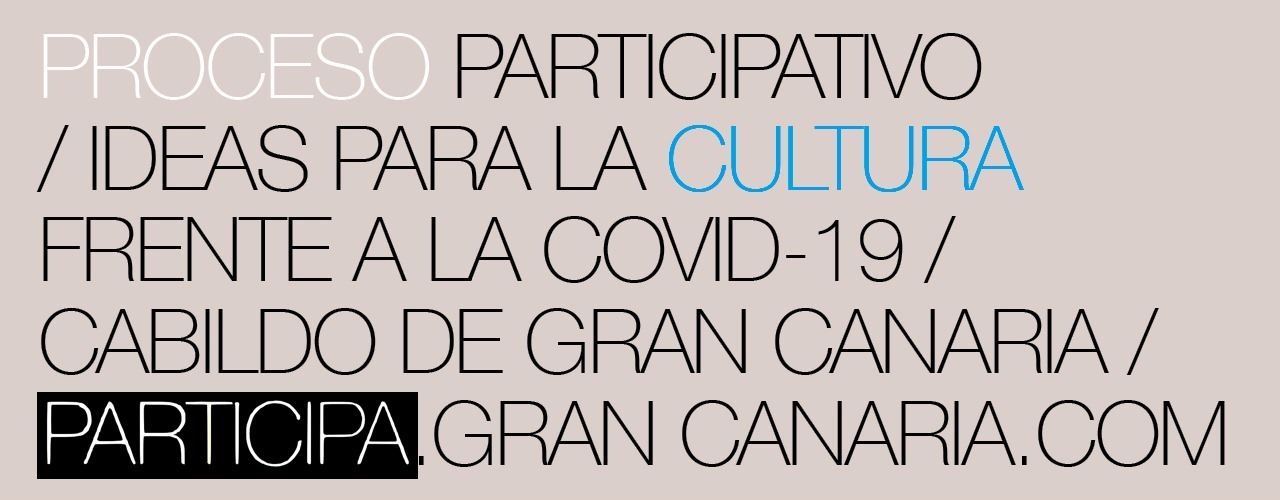 PROCESO PARTICIPATIVO
/ IDEAS PARA LA CULTURA
FRENTE A LA COVID-19 /
CABILDO DE GRAN CANARIA /
PARTICIPA.GRAN CANARIA.COM